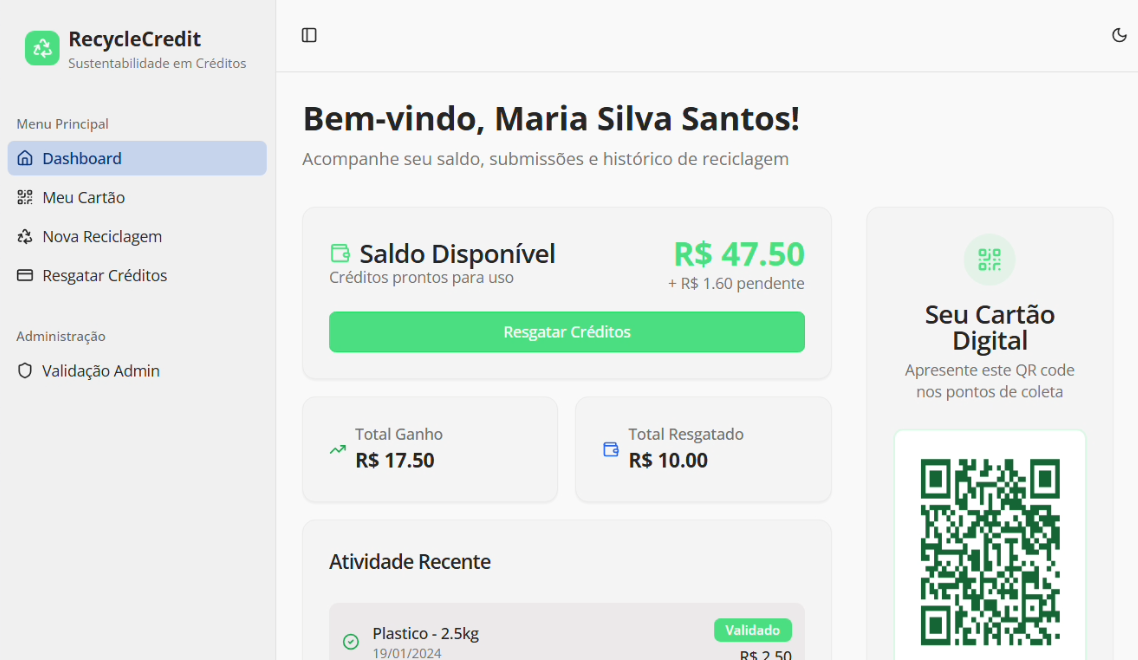 RecycleCredit
Sustentabilidade em Créditos
Menu Principal
Dashboard
Meu Cartão
Nova Reciclagem
Resgatar Créditos
Administração
Validação Admin
Bem-vindo, Maria Silva Santos!
Acompanhe seu saldo, submissões e histórico de reciclagem
Saldo Disponível
Créditos prontos para uso
R$ 47.50
+ R$ 1.60 pendente
Resgatar Créditos
Total Ganho
R$ 17.50
Total Resgatado
R$ 10.00
Atividade Recente
Plastico - 2.5kg
19/01/2024
Validado
R$ 2.50
Seu Cartão
Digital
Apresente este QR code
nos pontos de coleta